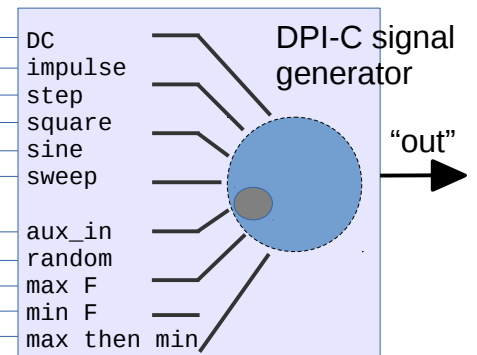 DC
impulse
step
square
sine
sweep
aux_in
random
max F
min F
max then min
DPI-C signal
generator
“out”